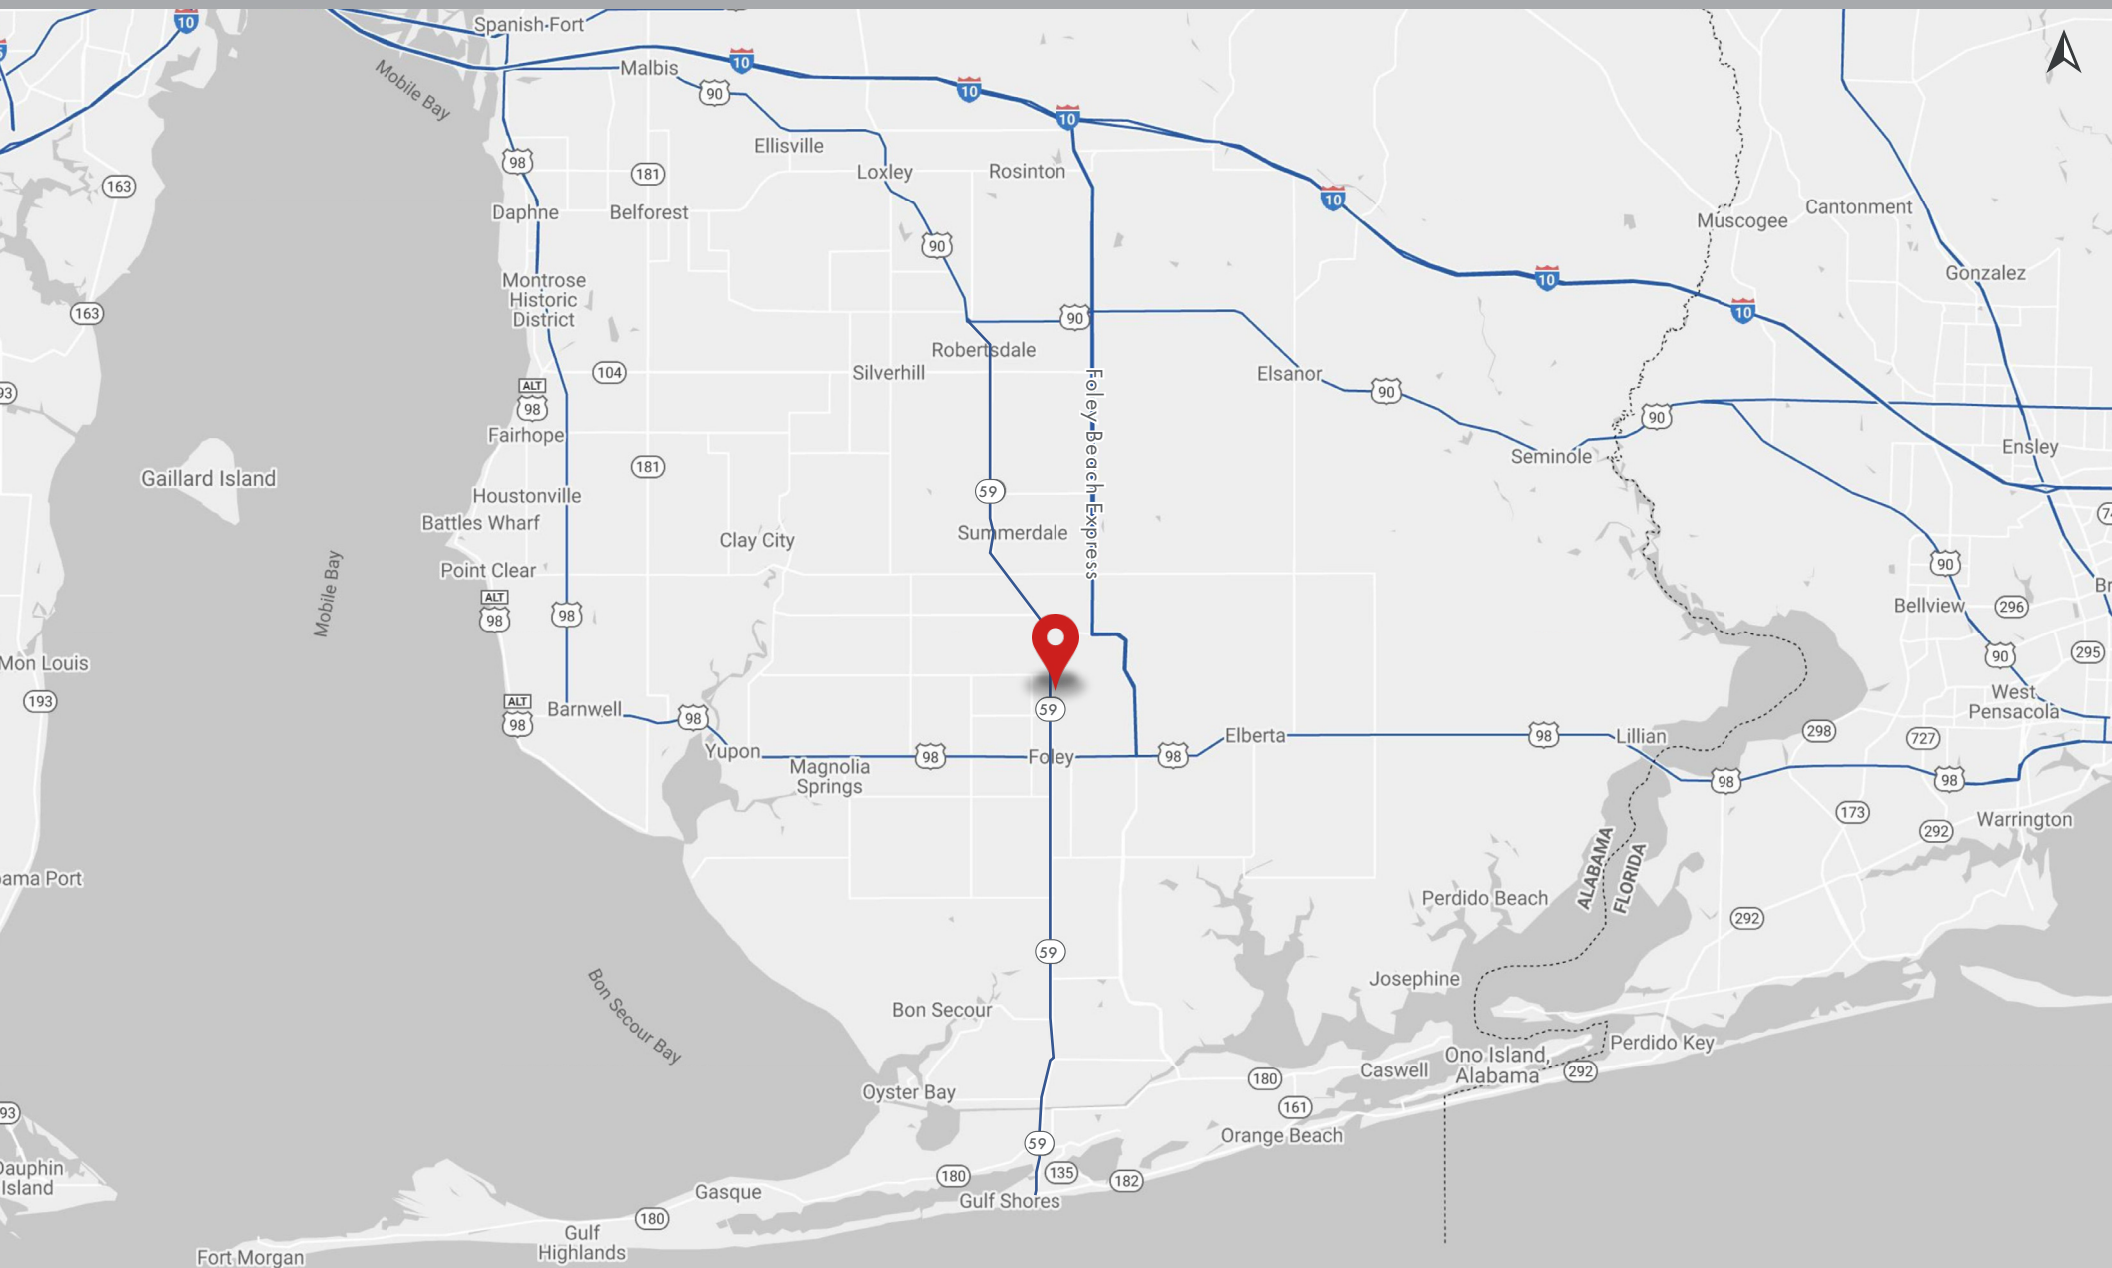 10
Spanish-Fort
10
Malbis
10
10
Mobile Bay
90
10
Ellisville
98
163
181
Loxley
Rosinton
10
Daphne
Belforest
Muscogee
Cantonment
90
Montrose
Historic
District
Gonzalez
10
10
163
90
Robertsdale
104
Silverhill
Elsanor
ALT
98
93
90
90
Foley Beach Express
Fairhope
Ensley
Seminole
181
Gaillard Island
59
Houstonville
Battles Wharf
Summerdale
Clay City
Point Clear
90
Mobile Bay
ALT
98
98
Bellview
296
Mon Louis
90
295
193
ALT
98
Barnwell
98
59
West
Pensacola
298
727
Yupon
98
Foley
98
Elberta
98
Lillian
Magnolia
Springs
98
98
173
292
Warrington
ALABAMA
FLORIDA
ama Port
Perdido Beach
292
59
Bon Secour Bay
Josephine
Bon Secour
Perdido Key
Ono Island,
Alabama
292
Caswell
180
Oyster Bay
161
93
Orange Beach
59
Dauphin
Island
180
135
182
Gasque
Gulf Shores
180
Gulf
Highlands
Fort Morgan